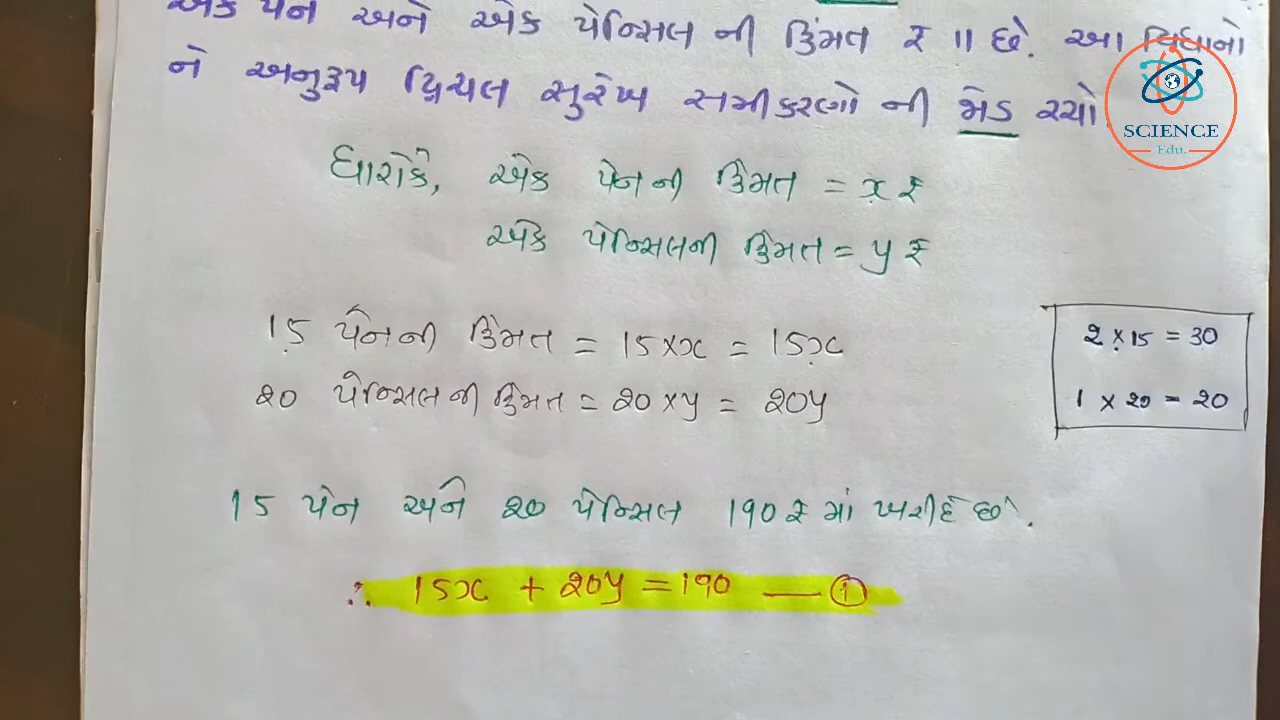 એક પેન અને એક પેન્સિલ ની કિંમત ₹ 11 છે. આ વિધાનો
ને અનુરૂપ દ્વિચલ સુરેખ સમીકરણો ની જોડ રચો.
SCIENCE
Edu.
ધારોકે, એક પેન ની કિંમત = x ₹
એક પેન્સિલની કિંમત = y ₹
15 પેનની કિંમત = 15 × x = 15x
20 પેન્સિલની કિંમત = 20 × y = 20y
2 × 15 = 30
1 × 20 = 20
15 પેન અને 20 પેન્સિલ 190 ₹ માં ખરીદે છે.
∴ 15x + 20y = 190 — ①